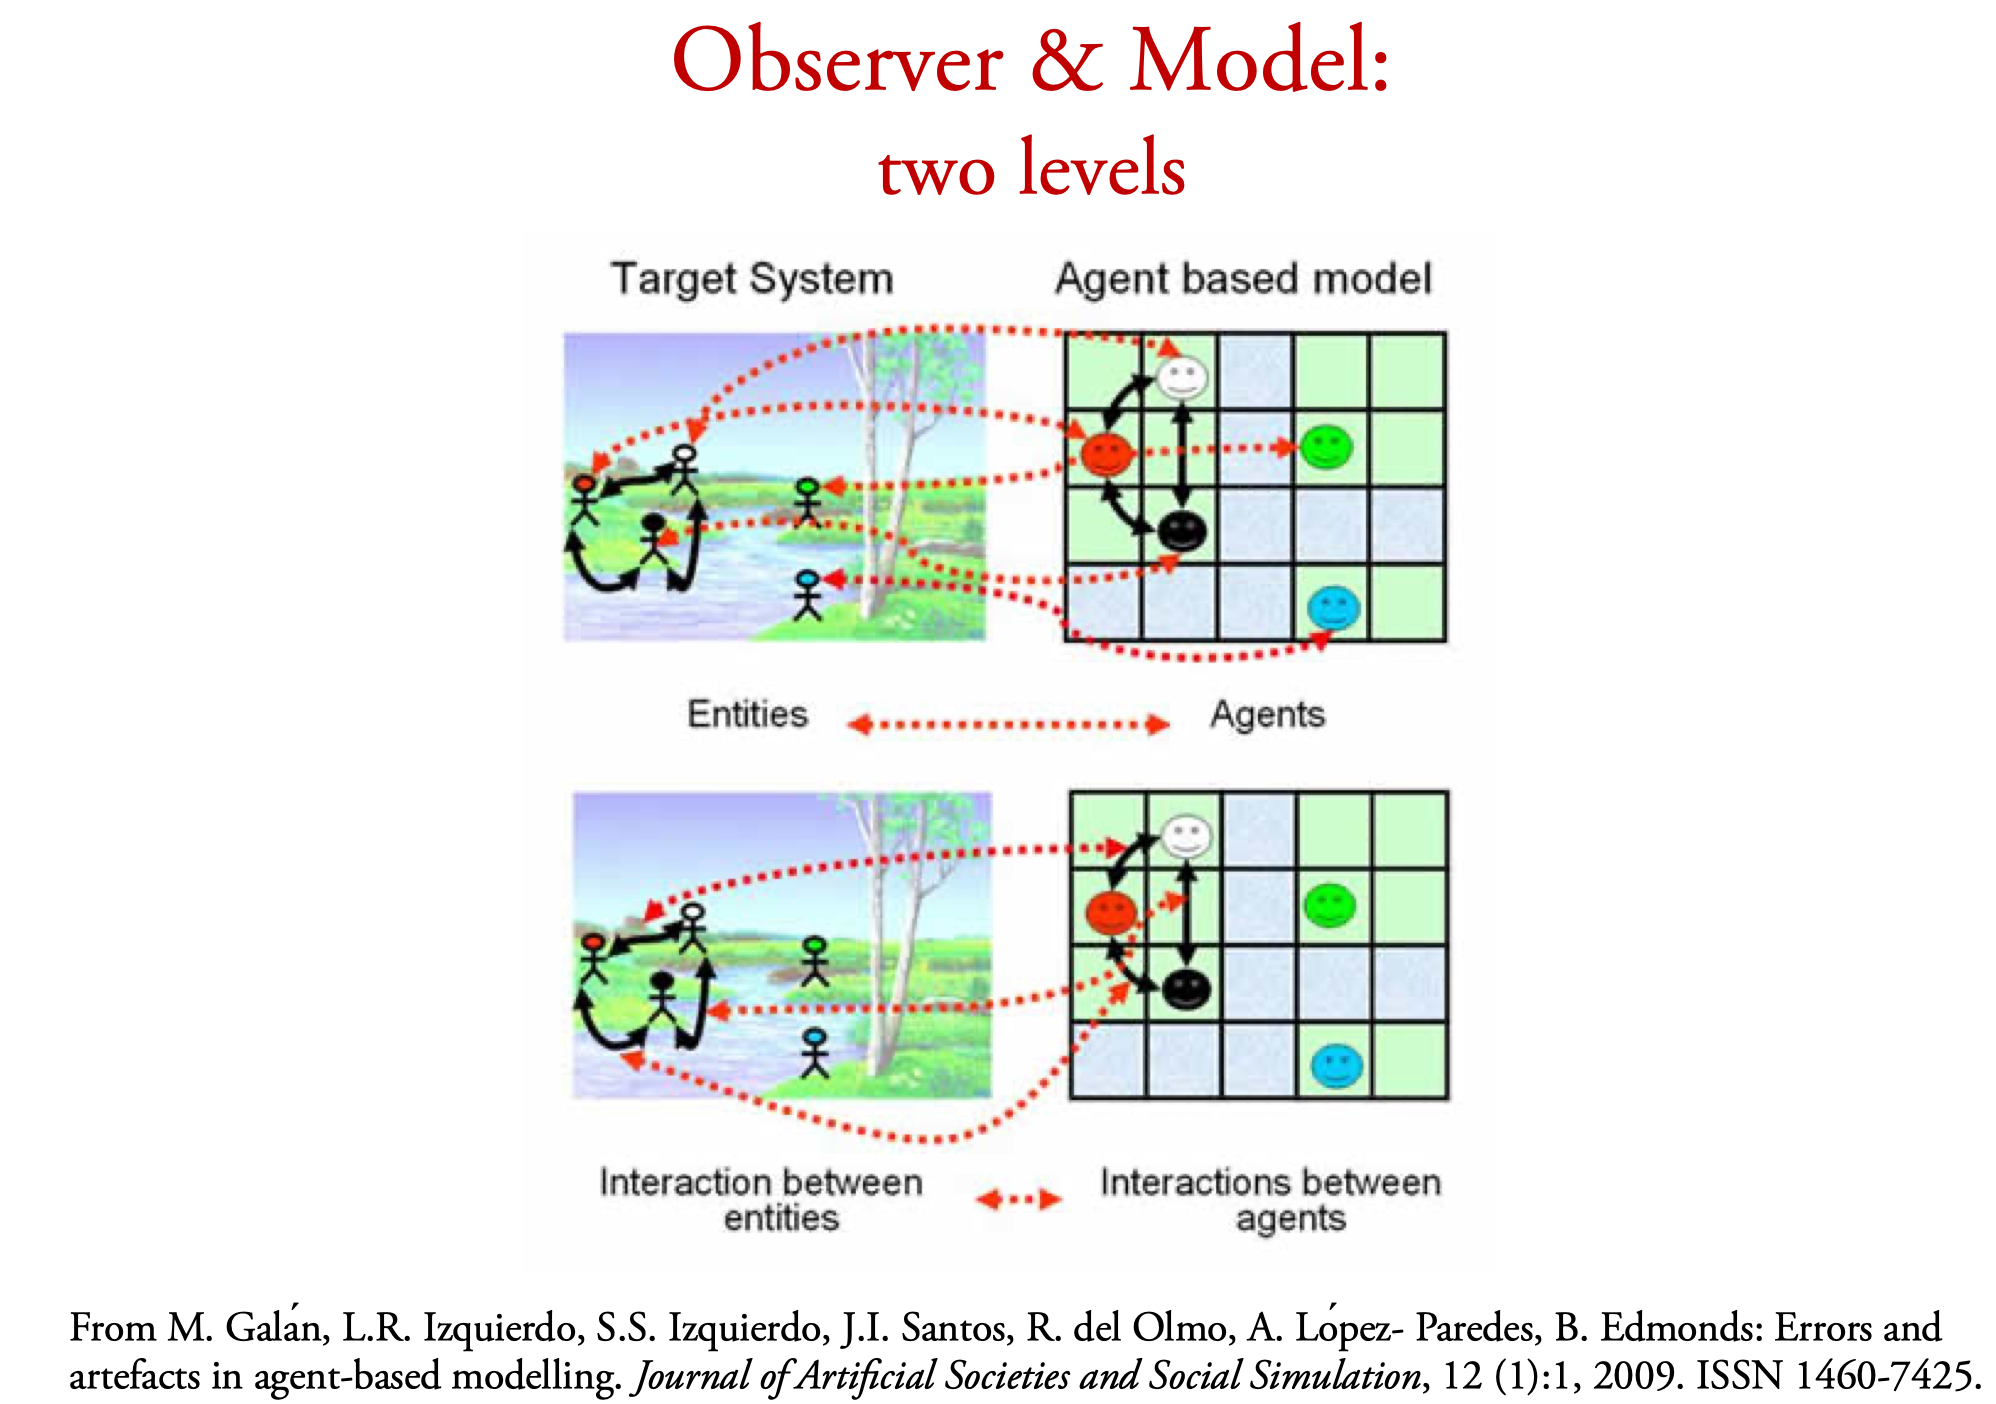 Observer & Model:
two levels
Target System
Agent based model
Entities
Agents
Interaction between
entities
Interactions between
agents
From M. Galán, L.R. Izquierdo, S.S. Izquierdo, J.I. Santos, R. del Olmo, A. López- Paredes, B. Edmonds: Errors and
artefacts in agent-based modelling. Journal of Artificial Societies and Social Simulation, 12 (1):1, 2009. ISSN 1460-7425.